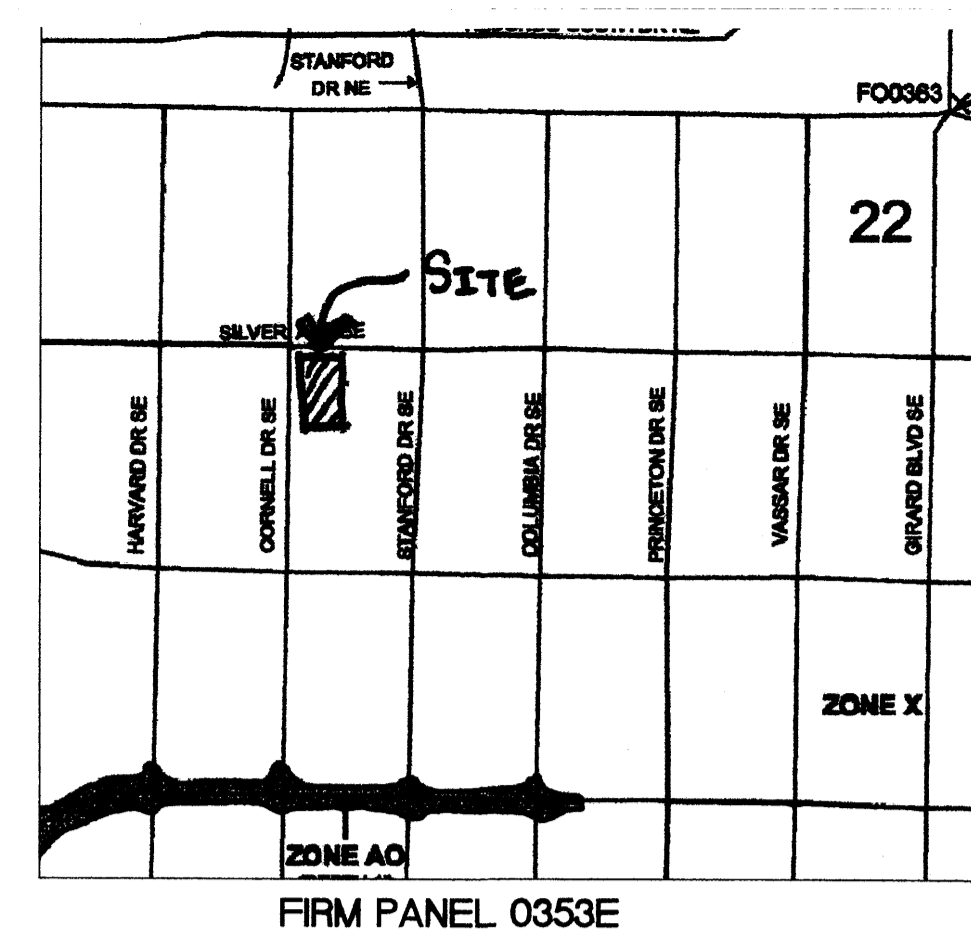 STANFORD
DR NE
FO0363
22
SITE
SILVER
HARVARD DR SE
CORNELL DR SE
STANFORD DR SE
COLUMBIA DR SE
PRINCETON DR SE
VASSAR DR SE
GIRARD BLVD SE
ZONE X
ZONE AO
FIRM PANEL 0353E